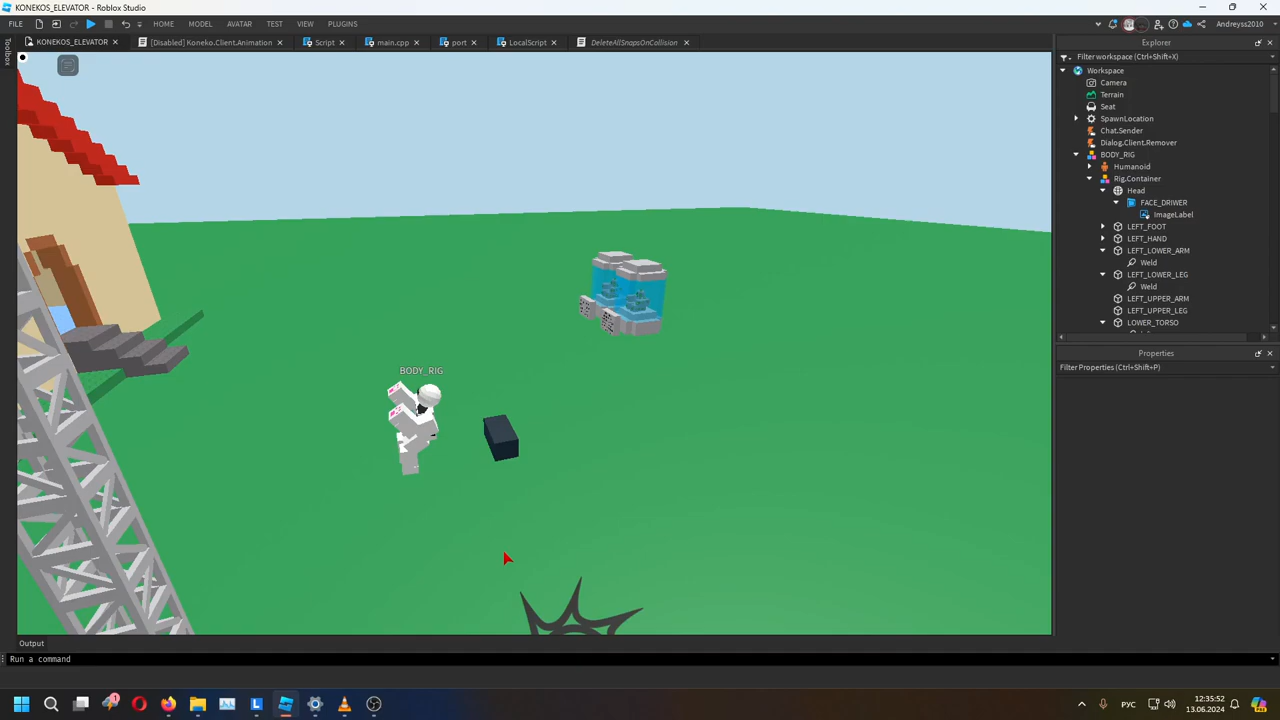 KONEKOS_ELEVATOR - Roblox Studio
FILE HOME MODEL AVATAR TEST VIEW PLUGINS Andreyss2010
KONEKOS_ELEVATOR [Disabled] Koneko.Client.Animation Script main.cpp port LocalScript DeleteAllSnapsOnCollision
Toolbox
BODY_RIG
Explorer
Filter workspace (Ctrl+Shift+X)
Workspace
Camera
Terrain
Seat
SpawnLocation
Chat.Sender
Dialog.Client.Remover
BODY_RIG
Humanoid
Rig.Container
Head
FACE_DRIWER
ImageLabel
LEFT_FOOT
LEFT_HAND
LEFT_LOWER_ARM
Weld
LEFT_LOWER_LEG
Weld
LEFT_UPPER_ARM
LEFT_UPPER_LEG
LOWER_TORSO
Properties
Filter Properties (Ctrl+Shift+P)
Output
Run a command
1
L
РУС
12:35:52
13.06.2024